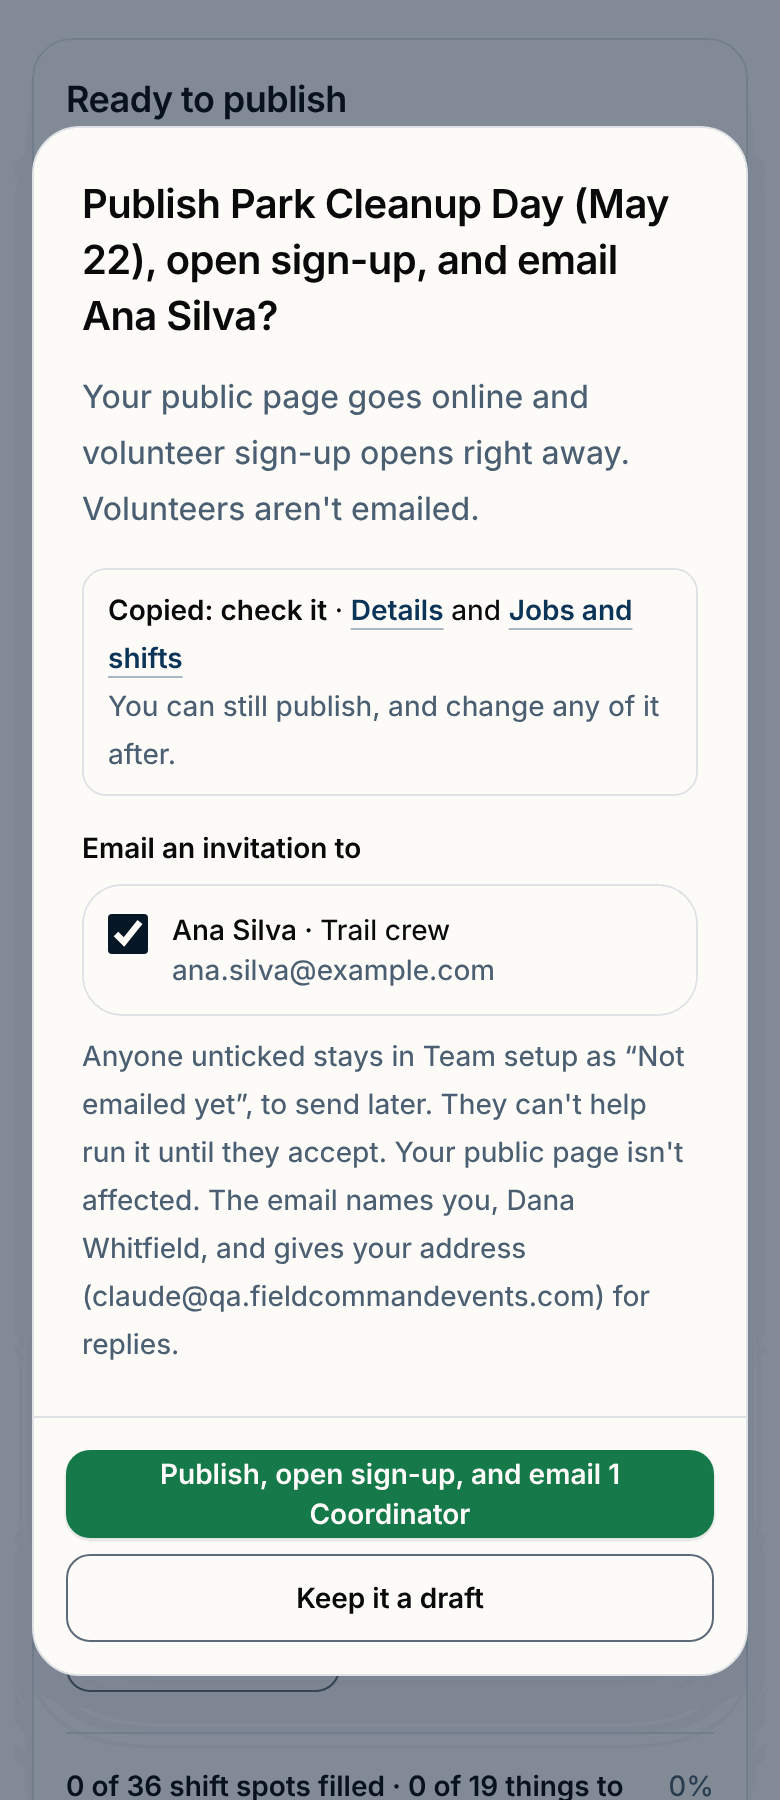 Ready to publish
Publish Park Cleanup Day (May
22), open sign-up, and email
Ana Silva?
Your public page goes online and
volunteer sign-up opens right away.
Volunteers aren't emailed.
Copied: check it · Details and Jobs and
shifts
You can still publish, and change any of it
after.
Email an invitation to
Ana Silva · Trail crew
ana.silva@example.com
Anyone unticked stays in Team setup as “Not
emailed yet”, to send later. They can't help
run it until they accept. Your public page isn't
affected. The email names you, Dana
Whitfield, and gives your address
(claude@qa.fieldcommandevents.com) for
replies.
Publish, open sign-up, and email 1
Coordinator
Keep it a draft
0 of 36 shift spots filled · 0 of 19 things to 0%